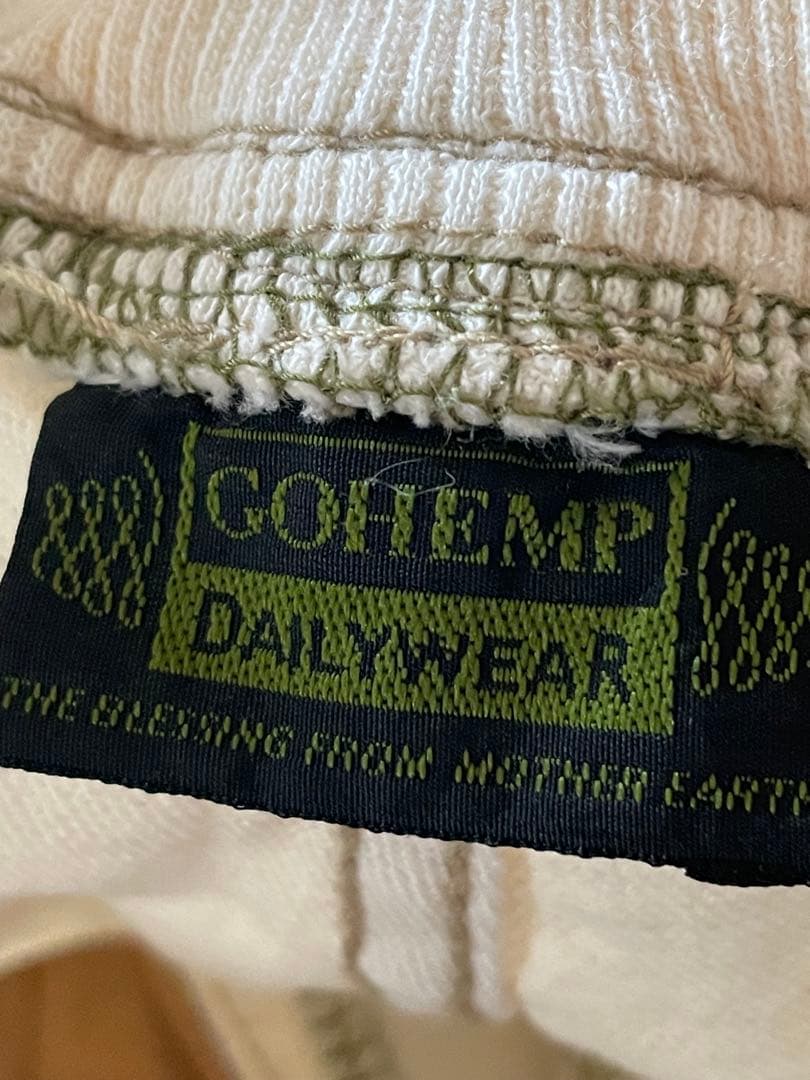 GOHEMP
DAILYWEAR
THE BLESSING FROM MOTHER EARTH